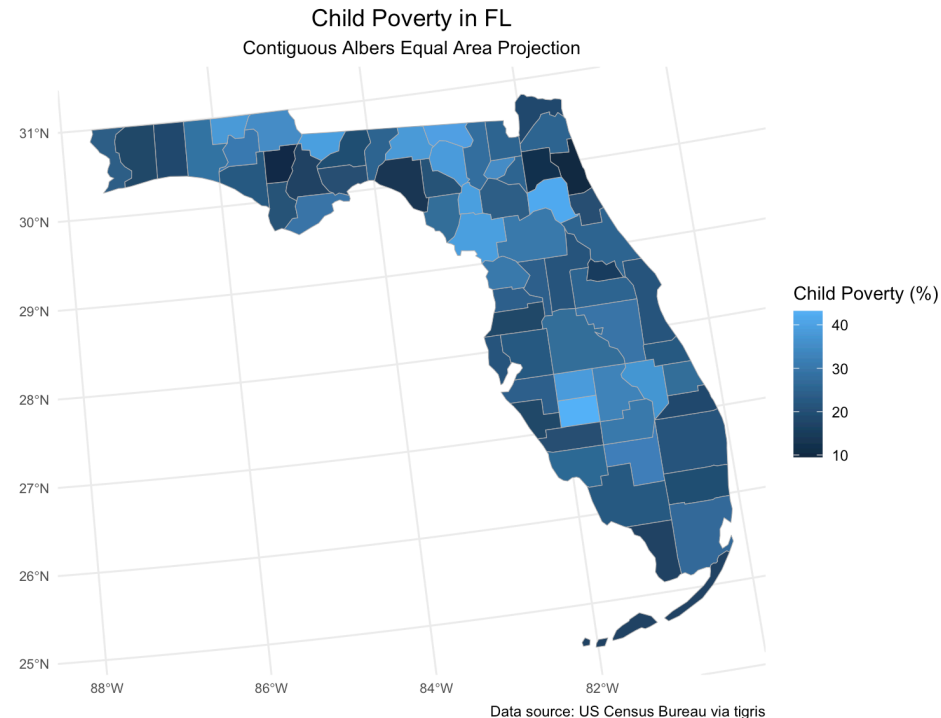 Child Poverty in FL
Contiguous Albers Equal Area Projection
31°N
30°N
29°N
28°N
27°N
26°N
25°N
88°W
86°W
84°W
82°W
Child Poverty (%)
40
30
20
10
Data source: US Census Bureau via tigris